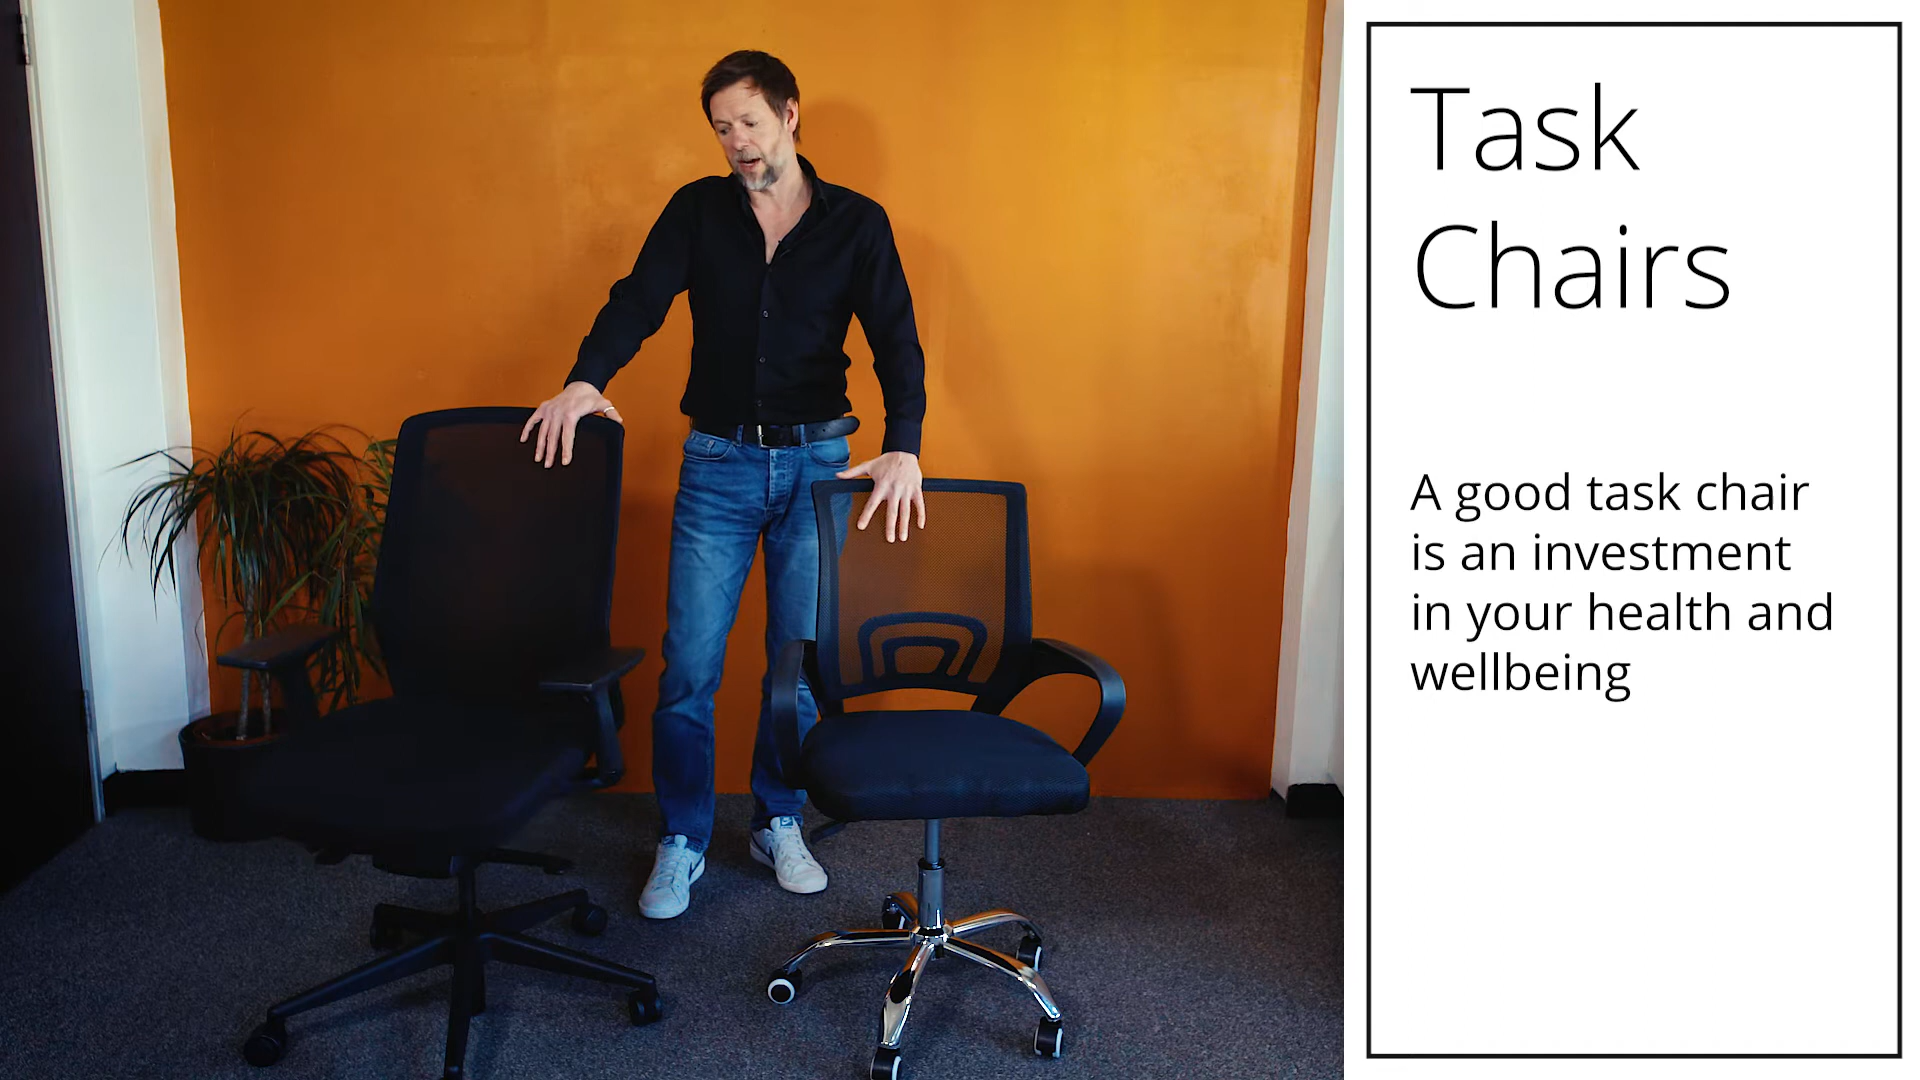 Task
Chairs
A good task chair
is an investment
in your health and
wellbeing